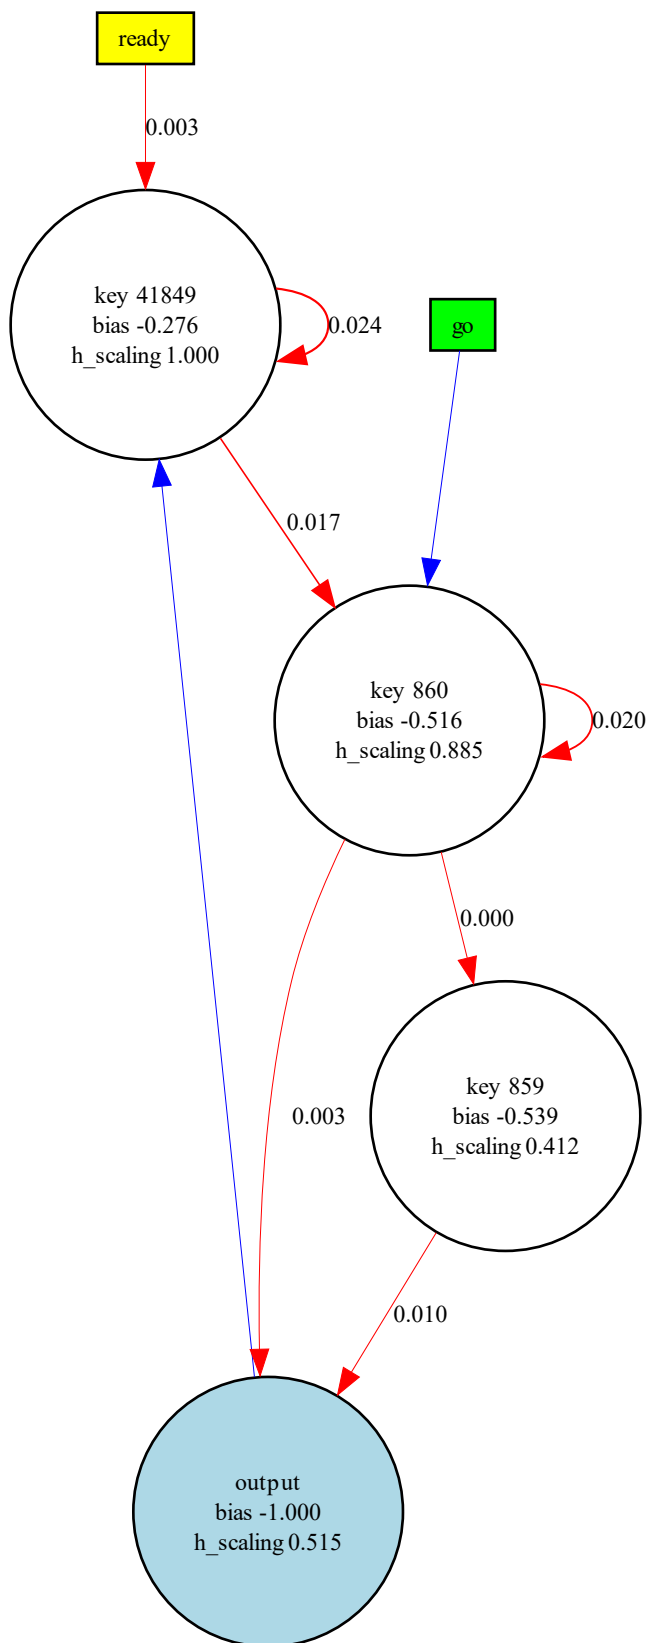 ready
0.003
key 41849
bias -0.276
h_scaling 1.000
0.024
go
0.017
key 860
bias -0.516
h_scaling 0.885
0.020
0.000
key 859
bias -0.539
h_scaling 0.412
0.003
0.010
output
bias -1.000
h_scaling 0.515